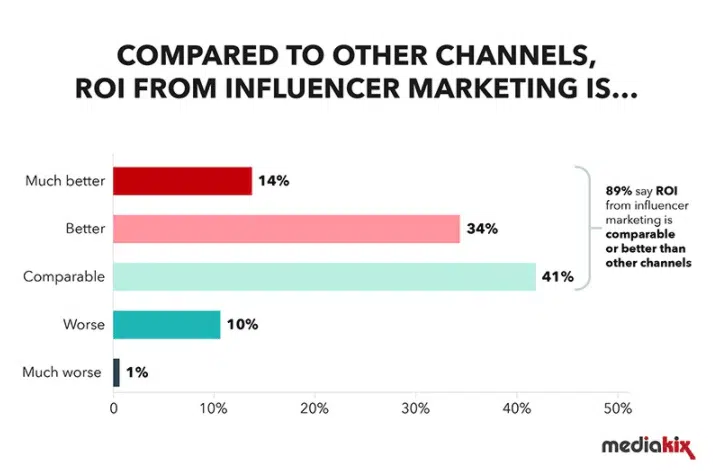 COMPARED TO OTHER CHANNELS,
ROI FROM INFLUENCER MARKETING IS...
Much better 14%
Better 34%
Comparable 41%
Worse 10%
Much worse 1%
0 10% 20% 30% 40% 50%
89% say ROI
from influencer
marketing is
comparable
or better than
other channels
mediakix